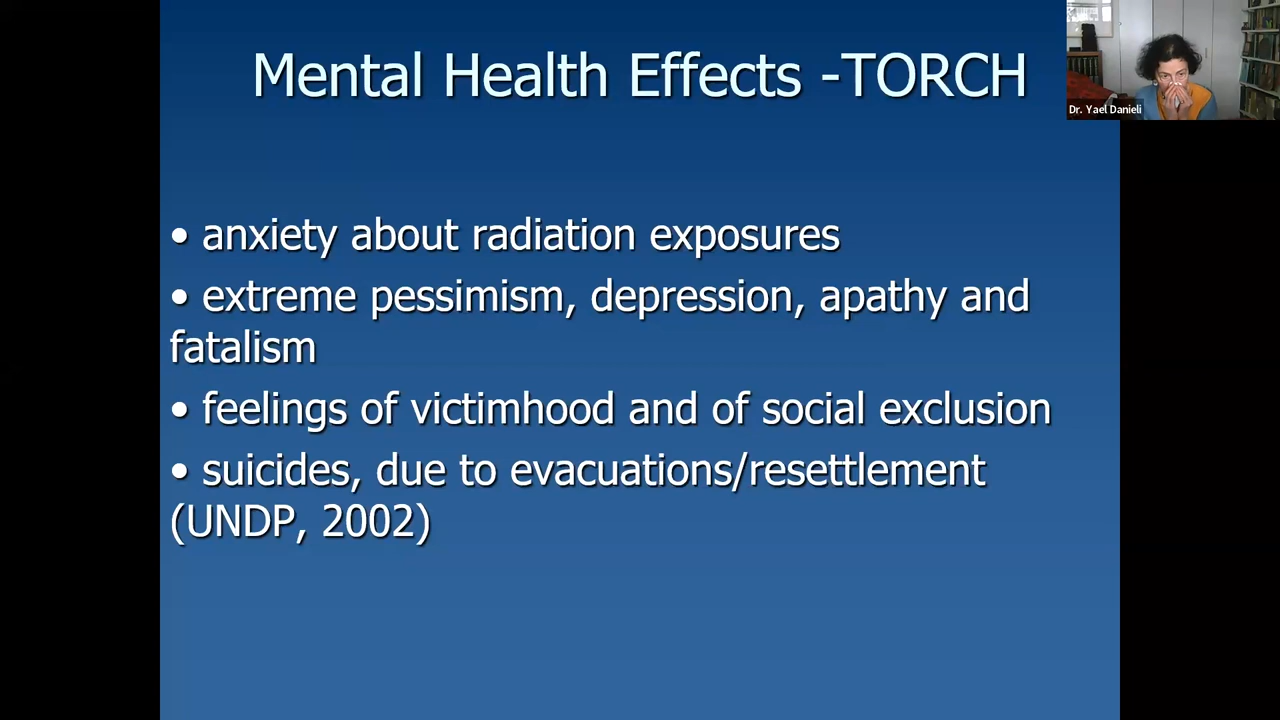 Mental Health Effects -TORCH
Dr. Yael Danieli
• anxiety about radiation exposures
• extreme pessimism, depression, apathy and
fatalism
• feelings of victimhood and of social exclusion
• suicides, due to evacuations/resettlement
(UNDP, 2002)